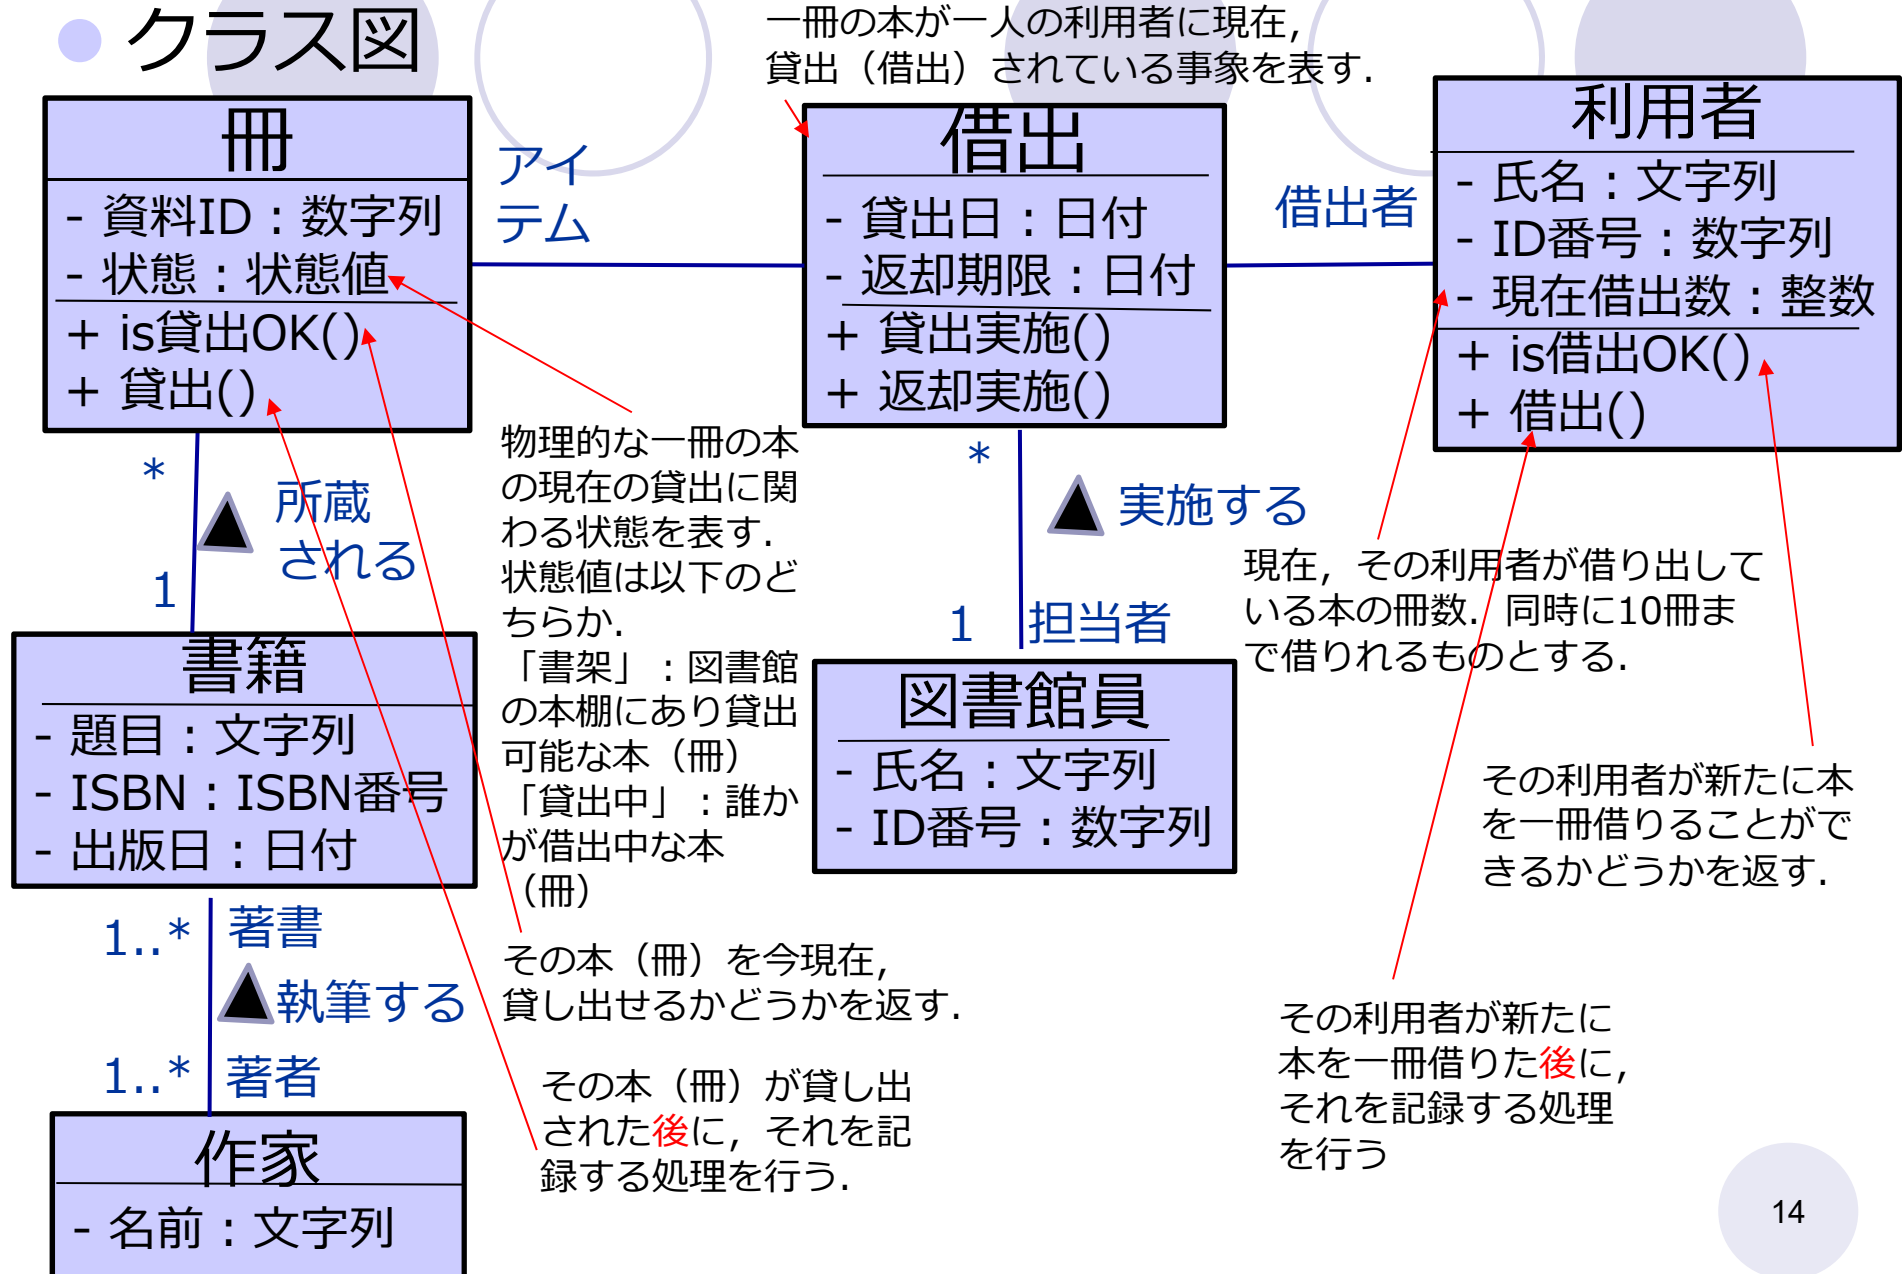 クラス図
一冊の本が一人の利用者に現在,
貸出（借出）されている事象を表す.
冊
- 資料ID：数字列
- 状態：状態値
+ is貸出OK()
+ 貸出()
アイ
テム
借出
- 貸出日：日付
- 返却期限：日付
+ 貸出実施()
+ 返却実施()
借出者
利用者
- 氏名：文字列
- ID番号：数字列
- 現在借出数：整数
+ is借出OK()
+ 借出()
*
所蔵
される
1
物理的な一冊の本
の現在の貸出に関
わる状態を表す.
状態値は以下のど
ちらか.
「書架」：図書館
の本棚にあり貸出
可能な本（冊）
「貸出中」：誰か
が借出中な本
（冊）
*
実施する
1
担当者
現在，その利用者が借り出して
いる本の冊数．同時に10冊ま
で借りれるものとする.
書籍
- 題目：文字列
- ISBN：ISBN番号
- 出版日：日付
図書館員
- 氏名：文字列
- ID番号：数字列
その利用者が新たに本
を一冊借りることがで
きるかどうかを返す.
1..*
著書
執筆する
1..*
著者
その本（冊）を今現在,
貸し出せるかどうかを返す.
その本（冊）が貸し出
された後に，それを記
録する処理を行う.
その利用者が新たに
本を一冊借りた後に,
それを記録する処理
を行う
作家
- 名前：文字列
14